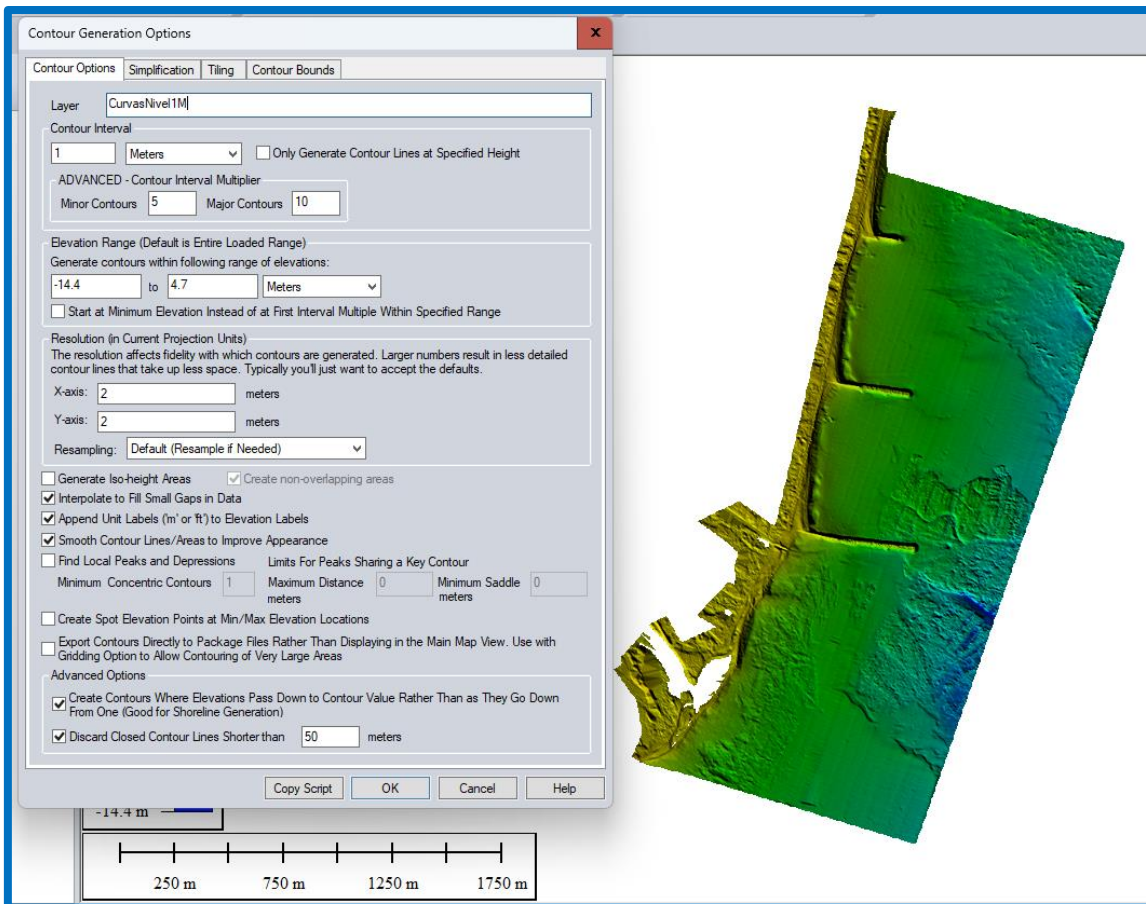 Contour Generation Options
x
Contour Options Simplification Tiling Contour Bounds
Layer CurvasNivel1M
Contour Interval
1 Meters Only Generate Contour Lines at Specified Height
ADVANCED - Contour Interval Multiplier
Minor Contours 5 Major Contours 10
Elevation Range (Default is Entire Loaded Range)
Generate contours within following range of elevations:
-14.4 to 4.7 Meters
Start at Minimum Elevation Instead of at First Interval Multiple Within Specified Range
Resolution (in Current Projection Units)
The resolution affects fidelity with which contours are generated. Larger numbers result in less detailed
contour lines that take up less space. Typically you'll just want to accept the defaults.
X-axis: 2 meters
Y-axis: 2 meters
Resampling: Default (Resample if Needed)
Generate Iso-height Areas Create non-overlapping areas
Interpolate to Fill Small Gaps in Data
Append Unit Labels ('m' or 'ft') to Elevation Labels
Smooth Contour Lines/Areas to Improve Appearance
Find Local Peaks and Depressions Limits For Peaks Sharing a Key Contour
Minimum Concentric Contours 1 Maximum Distance 0 Minimum Saddle 0
meters meters
Create Spot Elevation Points at Min/Max Elevation Locations
Export Contours Directly to Package Files Rather Than Displaying in the Main Map View. Use with
Gridding Option to Allow Contouring of Very Large Areas
Advanced Options
Create Contours Where Elevations Pass Down to Contour Value Rather Than as They Go Down
From One (Good for Shoreline Generation)
Discard Closed Contour Lines Shorter than 50 meters
Copy Script OK Cancel Help
-14.4 m
250 m 750 m 1250 m 1750 m